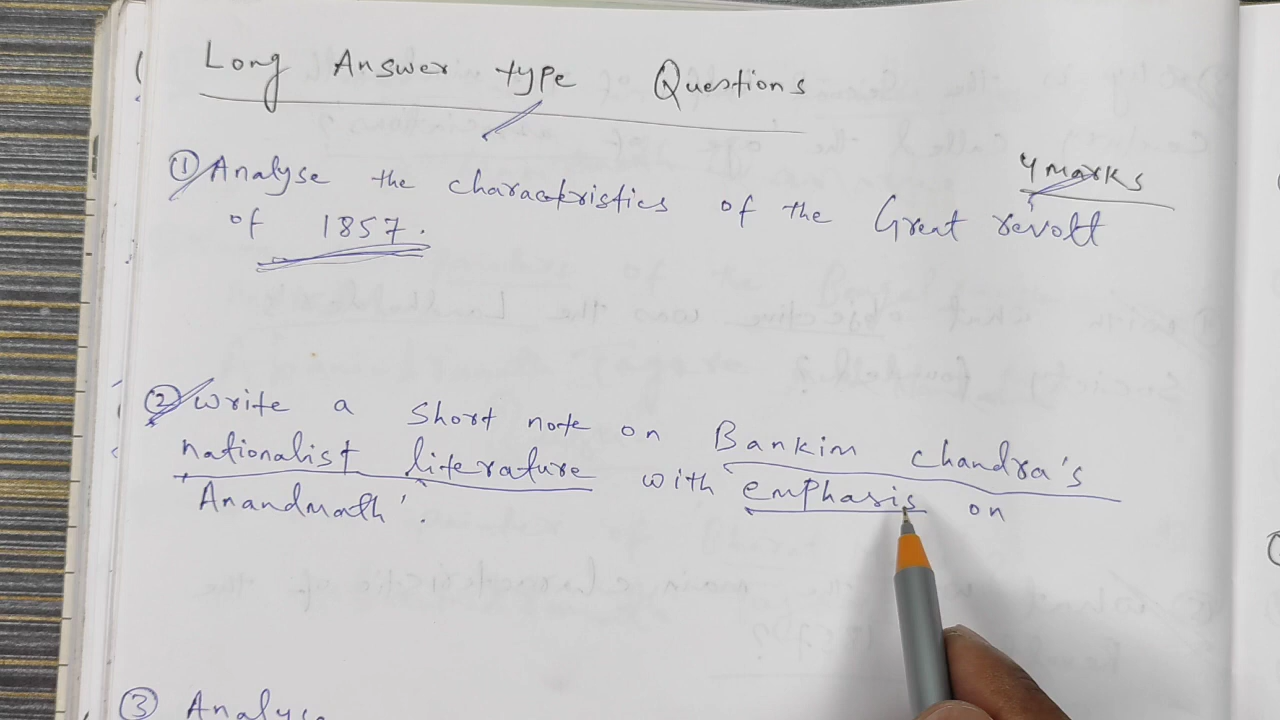 Long Answer type Questions
4 marks
① Analyse the characteristics of the Great revolt
of 1857.
② Write a short note on Bankim Chandra's
nationalist literature with emphasis on
'Anandmath'.
③ Analyse